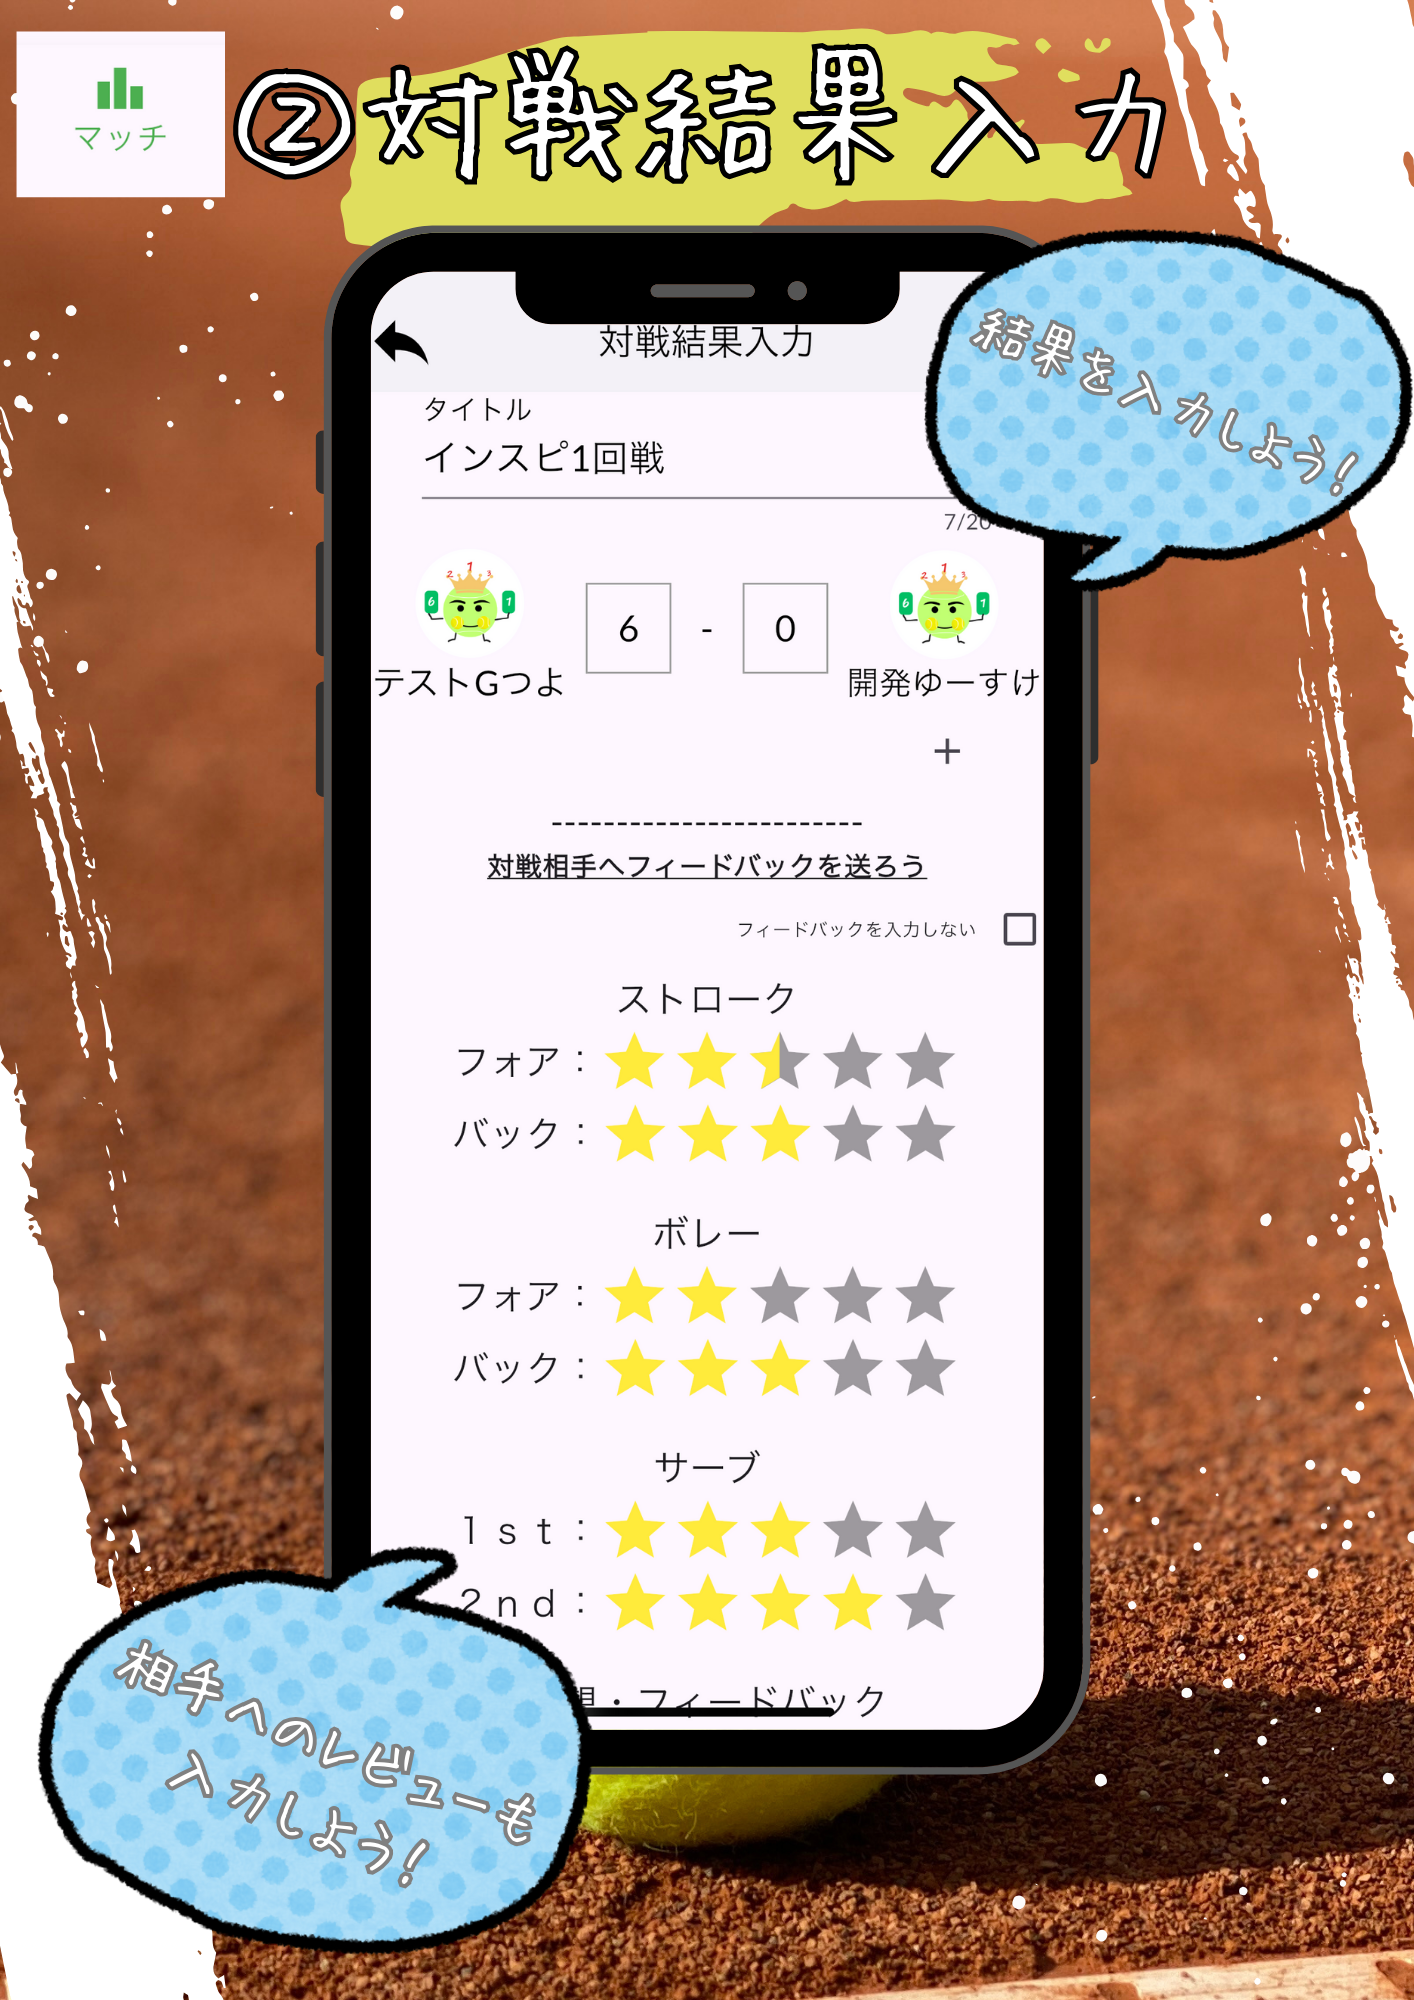 マッチ
②対戦結果入力
結果を入力しよう!
対戦結果入力
タイトル
インスピ1回戦
7/20
6 - 0
テストGつよ
開発ゆーすけ
+
------------------------
対戦相手へフィードバックを送ろう
フィードバックを入力しない
ストローク
フォア:
バック:
ボレー
フォア:
バック:
サーブ
1st:
2nd:
・フィードバック
相手へのレビューも
入力しよう!